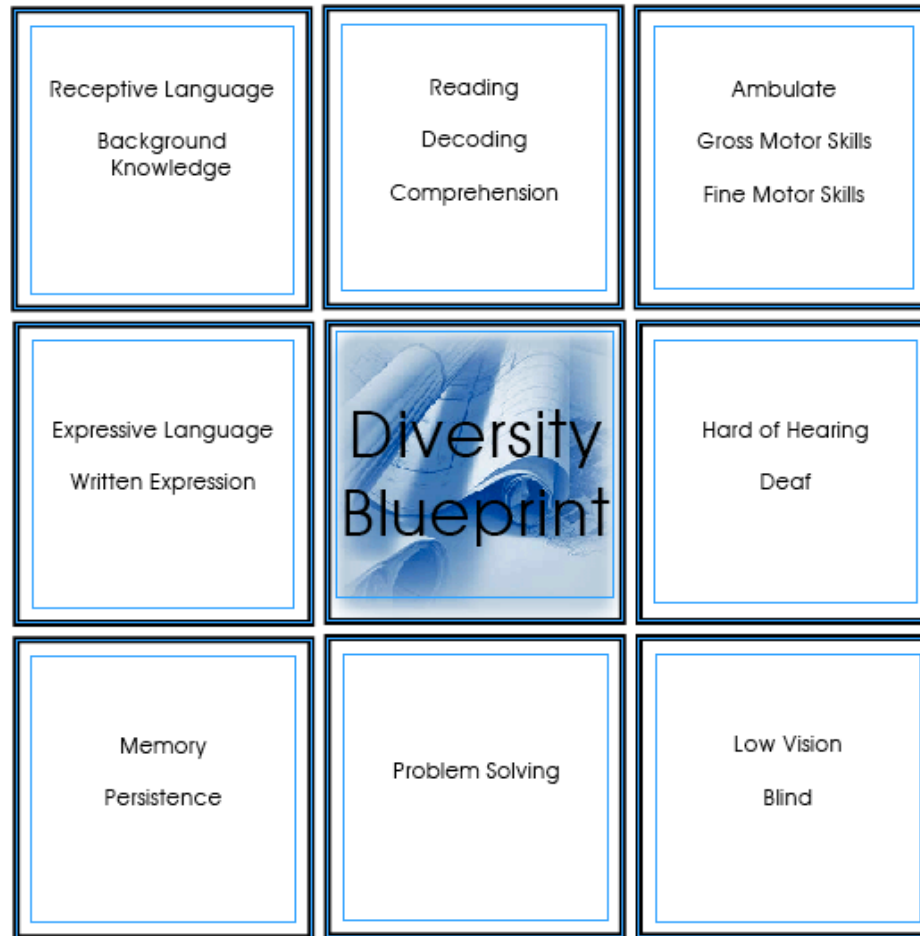 Receptive Language
Background
Knowledge
Reading
Decoding
Comprehension
Ambulate
Gross Motor Skills
Fine Motor Skills
Expressive Language
Written Expression
Diversity
Blueprint
Hard of Hearing
Deaf
Memory
Persistence
Problem Solving
Low Vision
Blind